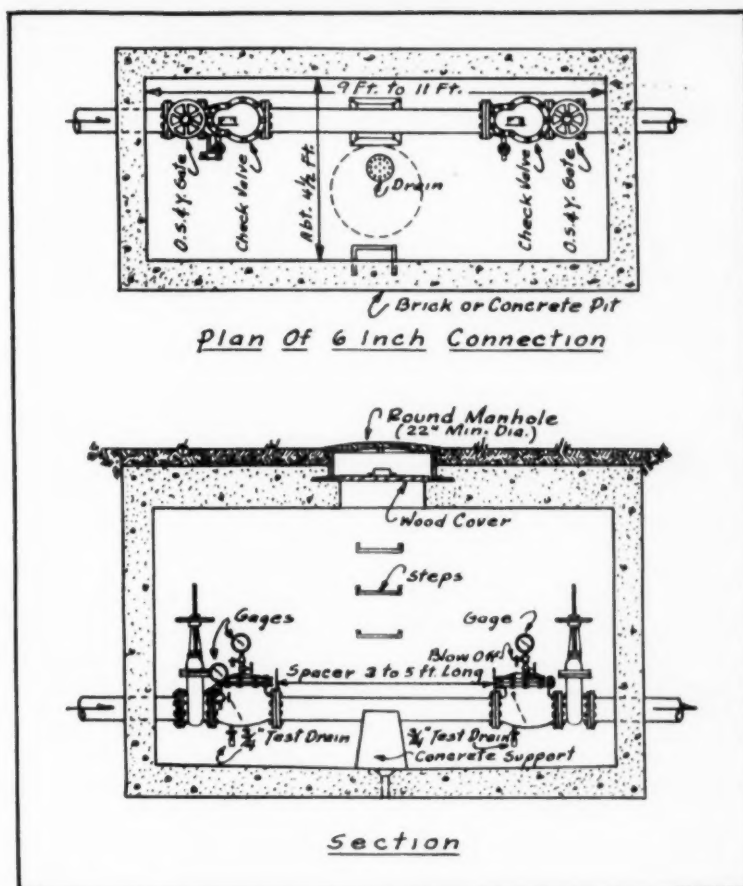 9 Ft. to 11 Ft.
O.S.&Y. Gate
Check Valve
Abt. 4½ Ft.
Drain
Check Valve
O.S.&Y. Gate
Brick or Concrete Pit
Plan Of 6 Inch Connection
Round Manhole
(22" Min. Dia.)
Wood Cover
Steps
Gages
Gage
Blow Off
Spacer 3 to 5 ft. Long
¾" Test Drain
¾" Test Drain
Concrete Support
Section